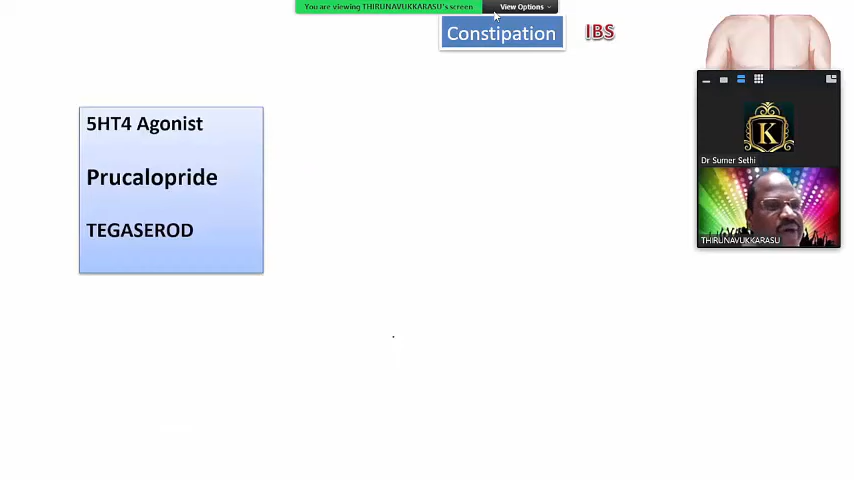 You are viewing THIRUNAVUKKARASU's screen
View Options
Constipation
IBS
5HT4 Agonist
Prucalopride
TEGASEROD
K
Dr Sumer Sethi
THIRUNAVUKKARASU